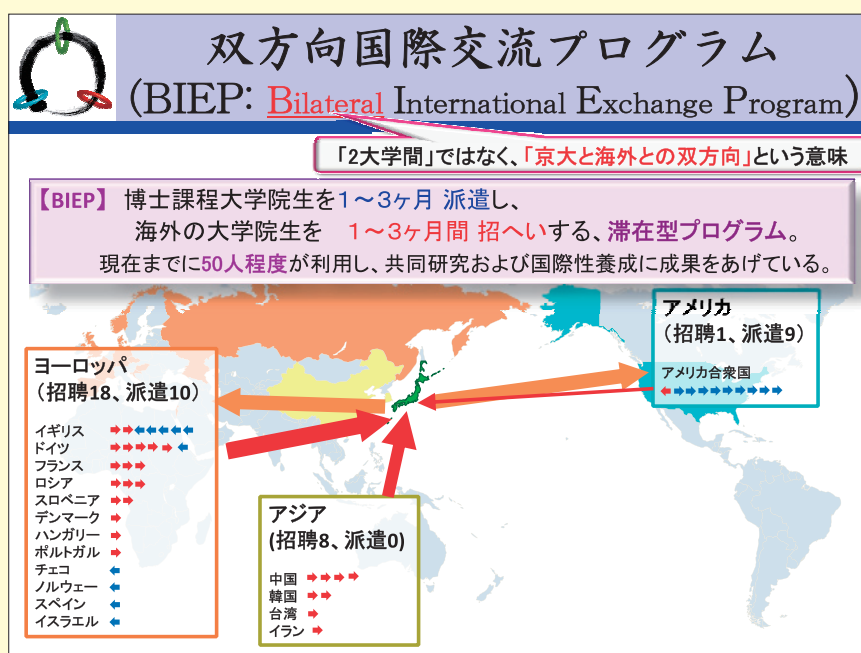 双方向国際交流プログラム
(BIEP: Bilateral International Exchange Program)
「2大学間」ではなく、「京大と海外との双方向」という意味
【BIEP】 博士課程大学院生を1～3ヶ月 派遣し、
海外の大学院生を 1～3ヶ月間 招へいする、滞在型プログラム。
現在までに50人程度が利用し、共同研究および国際性養成に成果をあげている。
アメリカ
(招聘1、派遣9)
アメリカ合衆国
ヨーロッパ
(招聘18、派遣10)
イギリス
ドイツ
フランス
ロシア
スロベニア
デンマーク
ハンガリー
ポルトガル
チェコ
ノルウェー
スペイン
イスラエル
アジア
(招聘8、派遣0)
中国
韓国
台湾
イラン